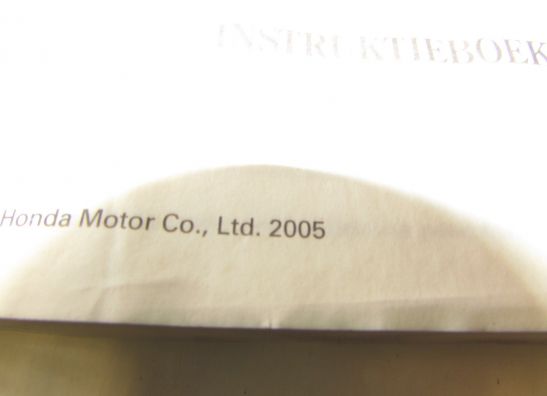 INSTRUKTIEBOEK
Honda Motor Co., Ltd. 2005